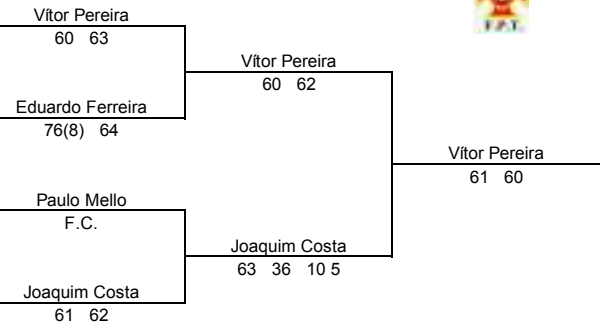 F.P.T.
Vítor Pereira
60 63
Vítor Pereira
60 62
Eduardo Ferreira
76(8) 64
Vítor Pereira
61 60
Paulo Mello
F.C.
Joaquim Costa
63 36 10 5
Joaquim Costa
61 62